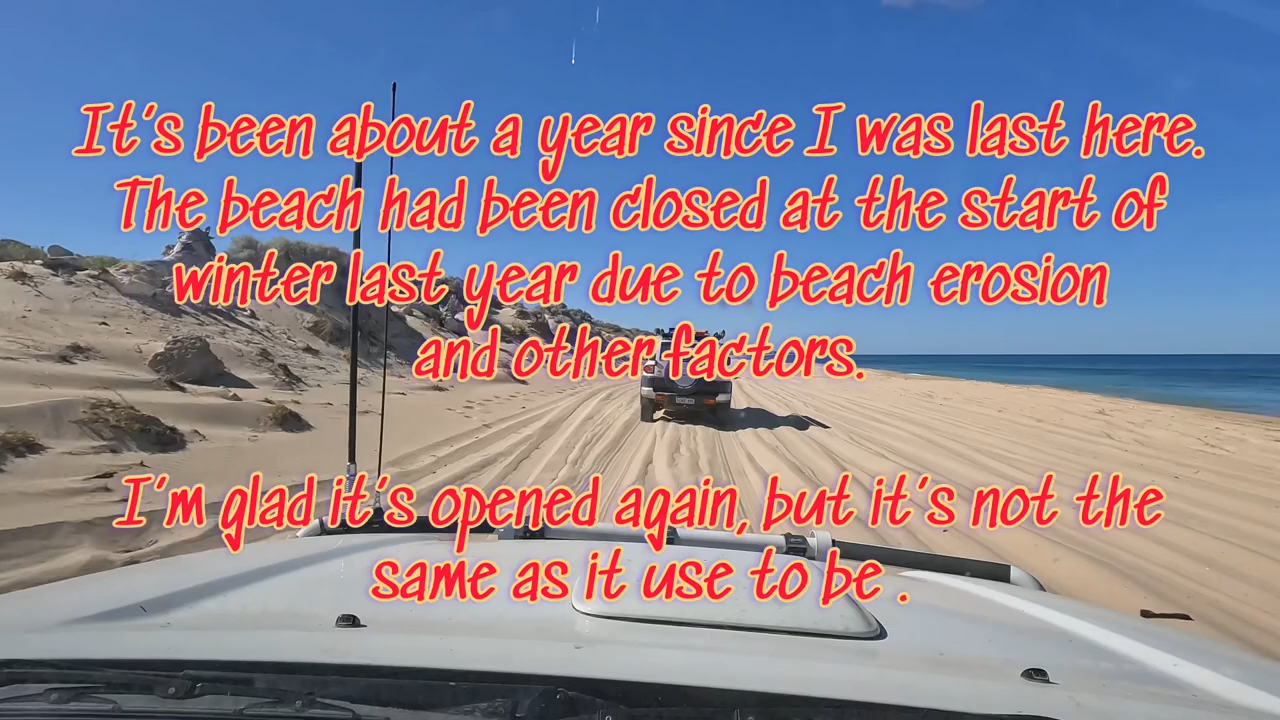 It's been about a year since I was last here.
The beach had been closed at the start of
winter last year due to beach erosion
and other factors.
I'm glad it's opened again, but it's not the
same as it use to be .